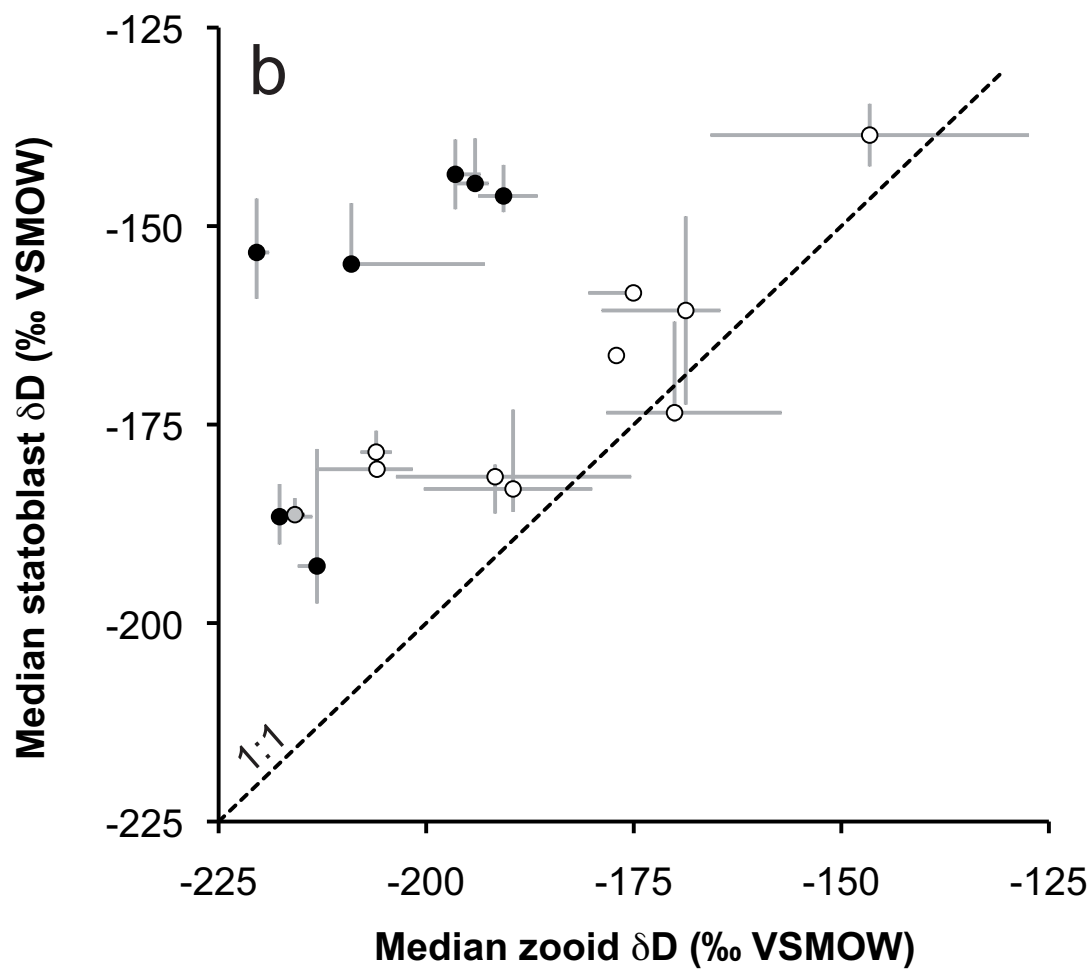 b
Median statoblast δD (‰ VSMOW)
-125
-150
-175
-200
-225
1:1
-225 -200 -175 -150 -125
Median zooid δD (‰ VSMOW)